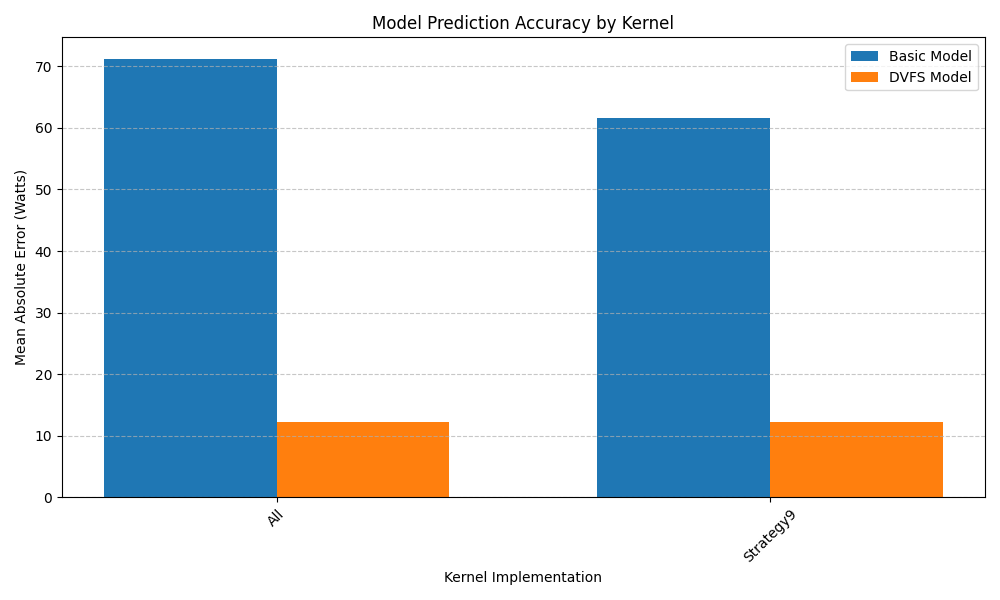 Model Prediction Accuracy by Kernel
Basic Model
DVFS Model
Mean Absolute Error (Watts)
70
60
50
40
30
20
10
0
All
Strategy9
Kernel Implementation